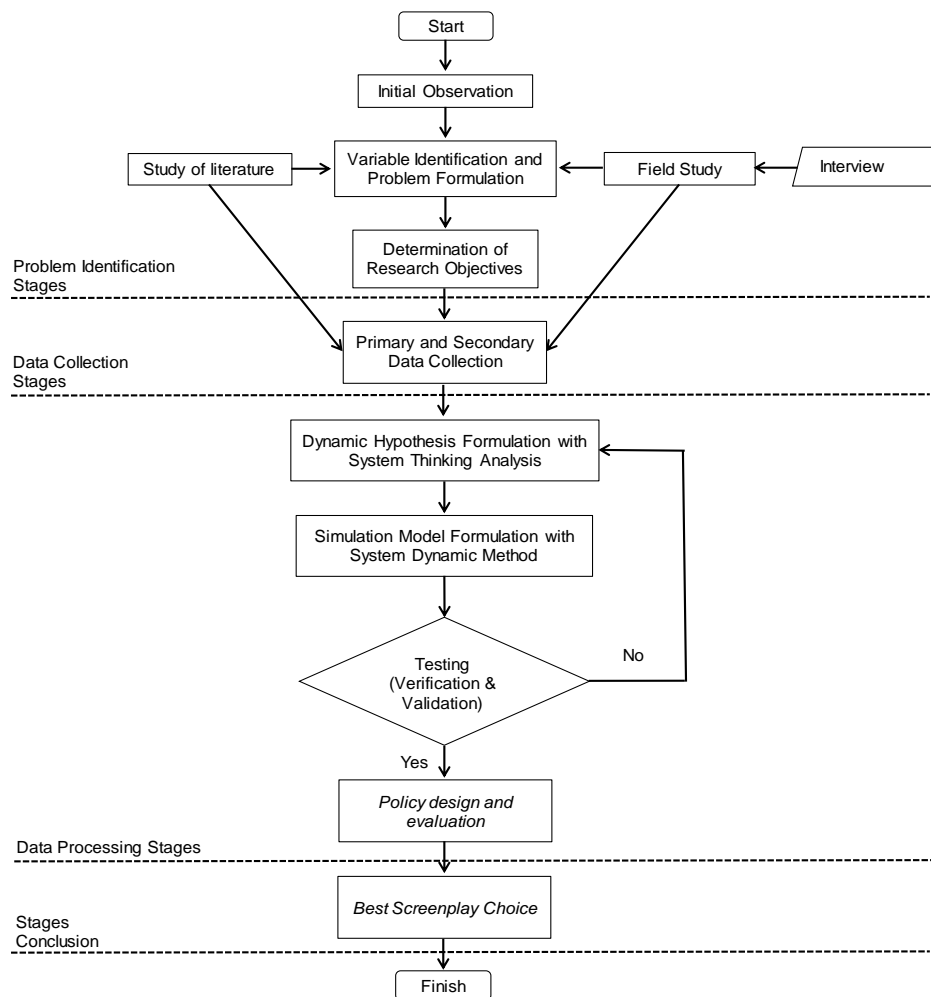 Start
Initial Observation
Study of literature
Variable Identification and
Problem Formulation
Field Study
Interview
Determination of
Research Objectives
Problem Identification
Stages
Primary and Secondary
Data Collection
Data Collection
Stages
Dynamic Hypothesis Formulation with
System Thinking Analysis
Simulation Model Formulation with
System Dynamic Method
Testing
(Verification &
Validation)
No
Yes
Policy design and
evaluation
Data Processing Stages
Best Screenplay Choice
Stages
Conclusion
Finish